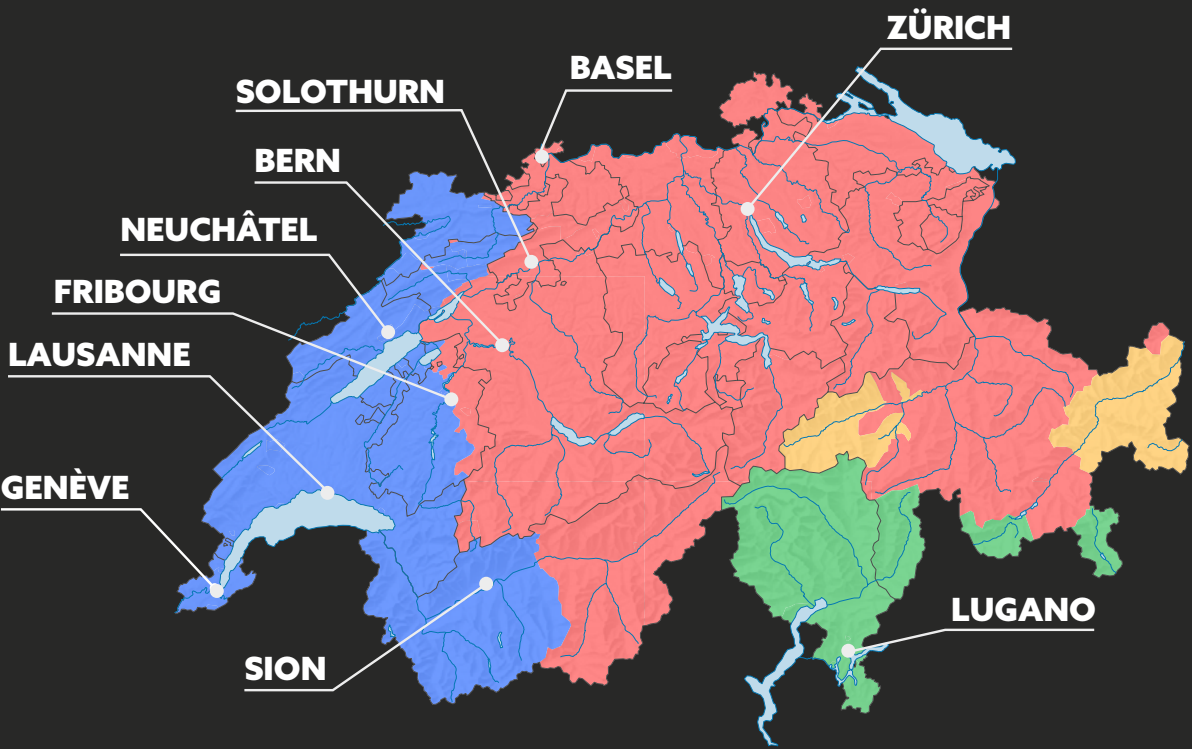 ZÜRICH
BASEL
SOLOTHURN
BERN
NEUCHÂTEL
FRIBOURG
LAUSANNE
GENÈVE
LUGANO
SION